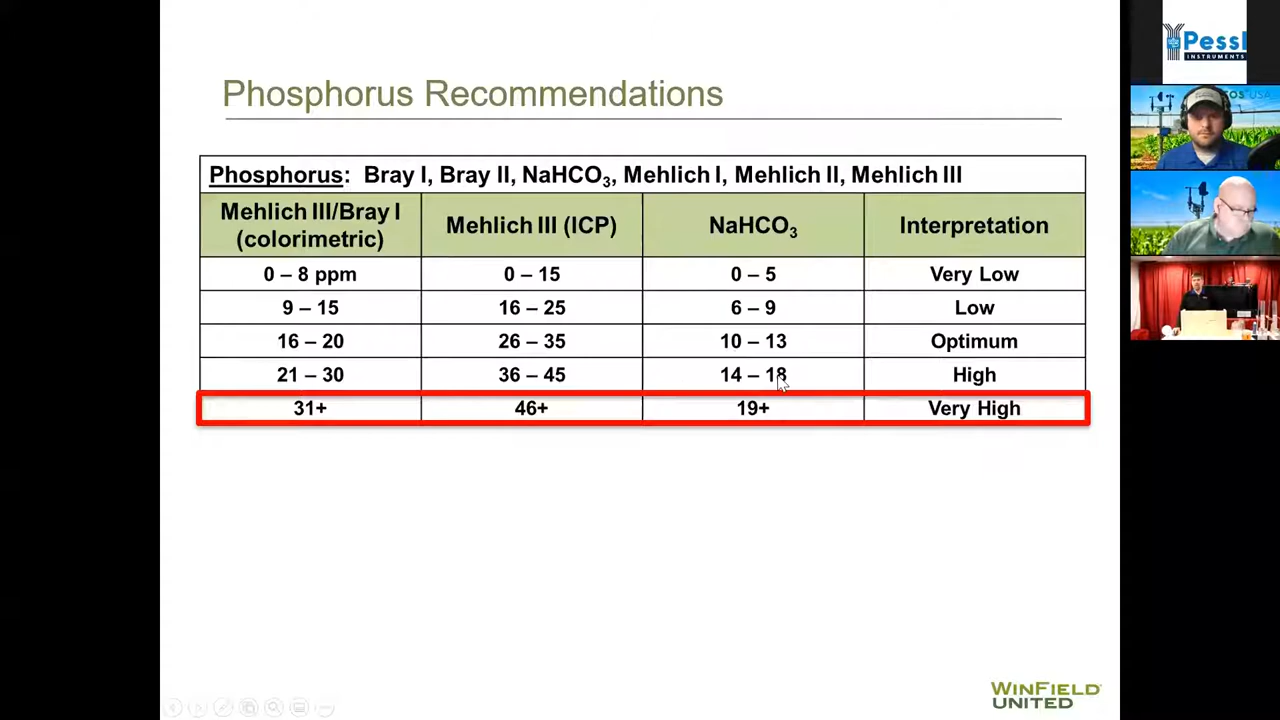 Phosphorus Recommendations
Phosphorus: Bray I, Bray II, NaHCO3, Mehlich I, Mehlich II, Mehlich III
Mehlich III/Bray I (colorimetric) Mehlich III (ICP) NaHCO3 Interpretation
0 – 8 ppm 0 – 15 0 – 5 Very Low
9 – 15 16 – 25 6 – 9 Low
16 – 20 26 – 35 10 – 13 Optimum
21 – 30 36 – 45 14 – 18 High
31+ 46+ 19+ Very High
WINFIELD
UNITED
Pessl
INSTRUMENTS
USA